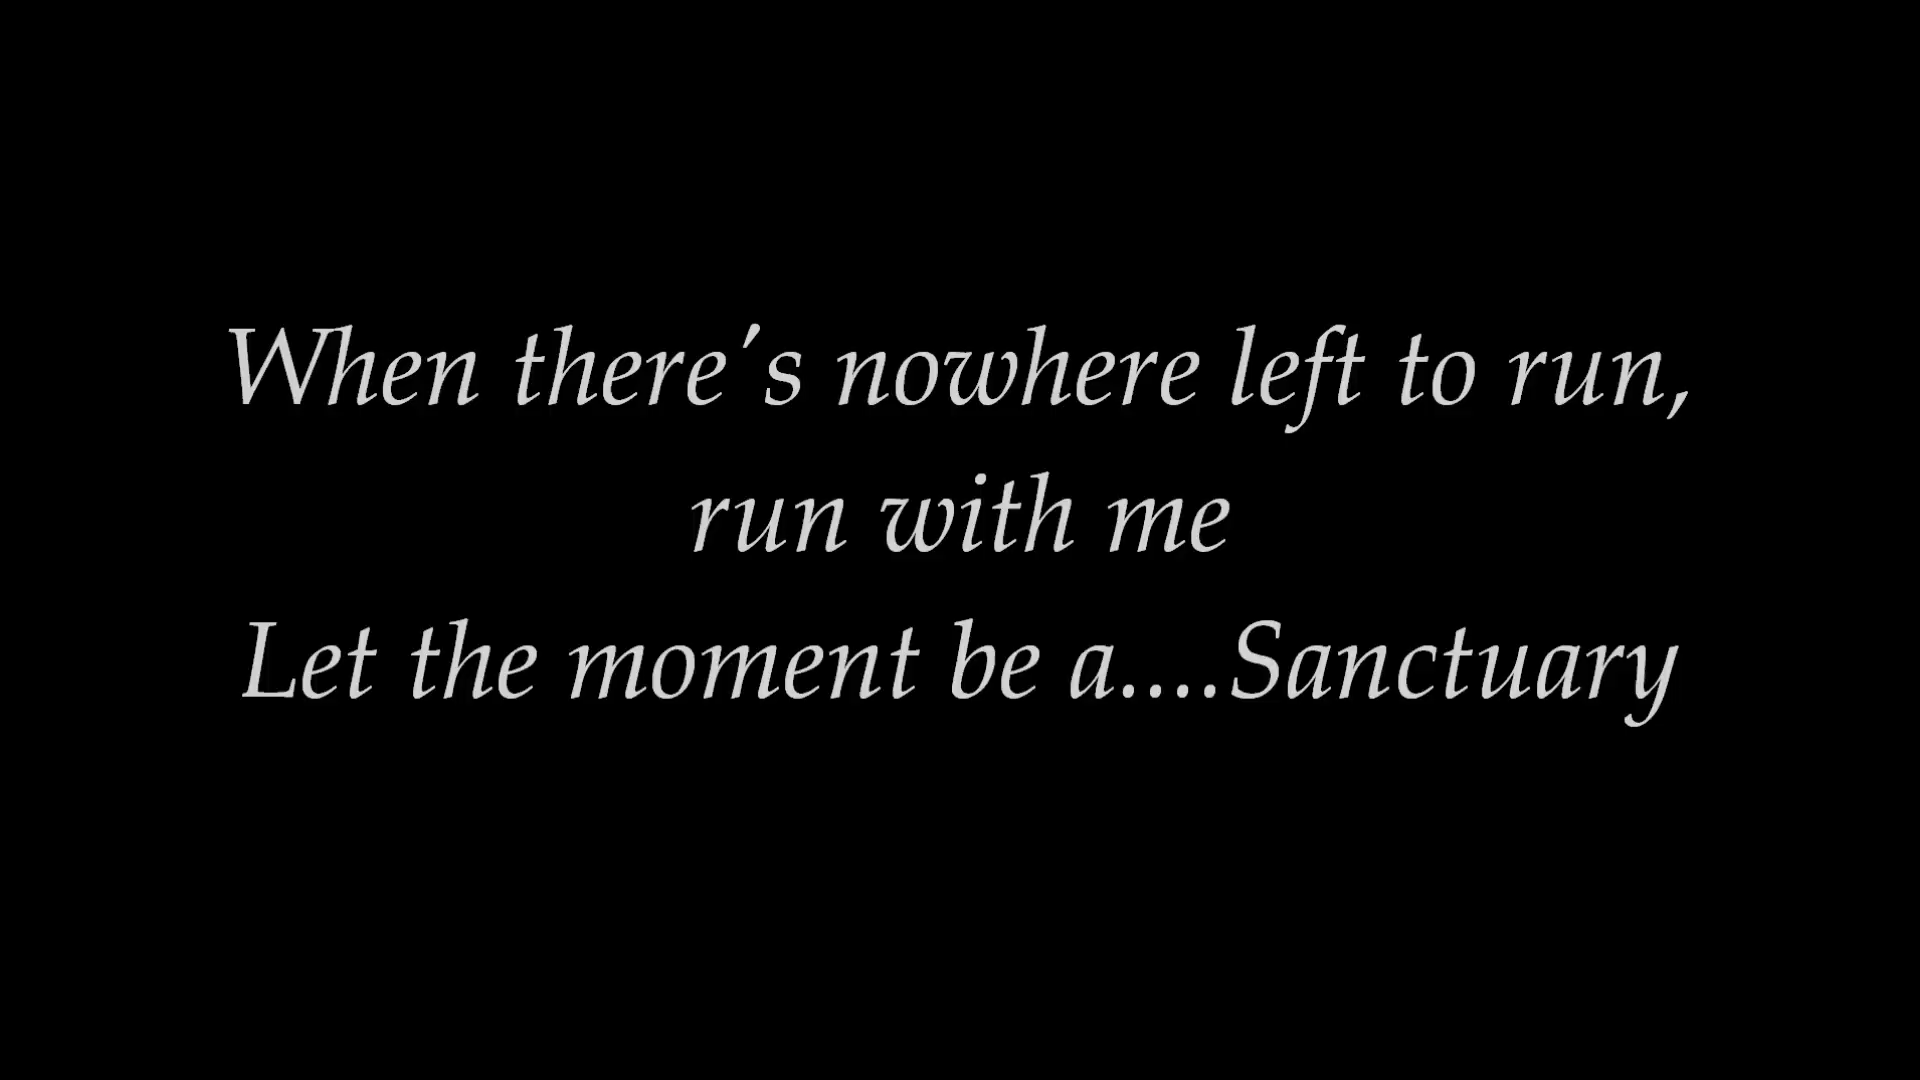 When there's nowhere left to run,
run with me
Let the moment be a....Sanctuary